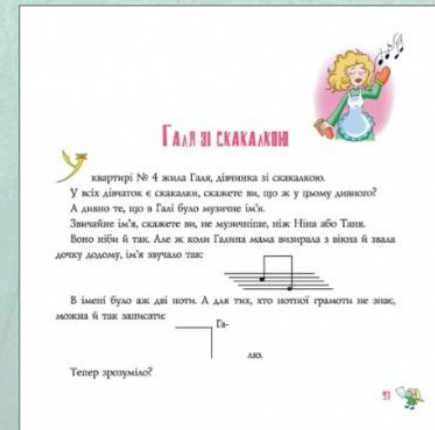 Галя зі скакалкою
У квартирі № 4 жила Галя, дівчинка зі скакалкою.
У всіх дівчаток є скакалки, скажете ви, що ж у цьому дивного?
А дивно те, що в Галі було музичне ім'я.
Звичайне ім'я, скажете ви, не музичніше, ніж Ніна або Таня.
Воно ніби й так. Але ж коли Галина мама визирала з вікна й звала
дочку додому, ім'я звучало так:
В імені було аж дві ноти. А для тих, хто нотної грамоти не знає,
можна й так записати:
Га-
лю.
Тепер зрозуміло?
97